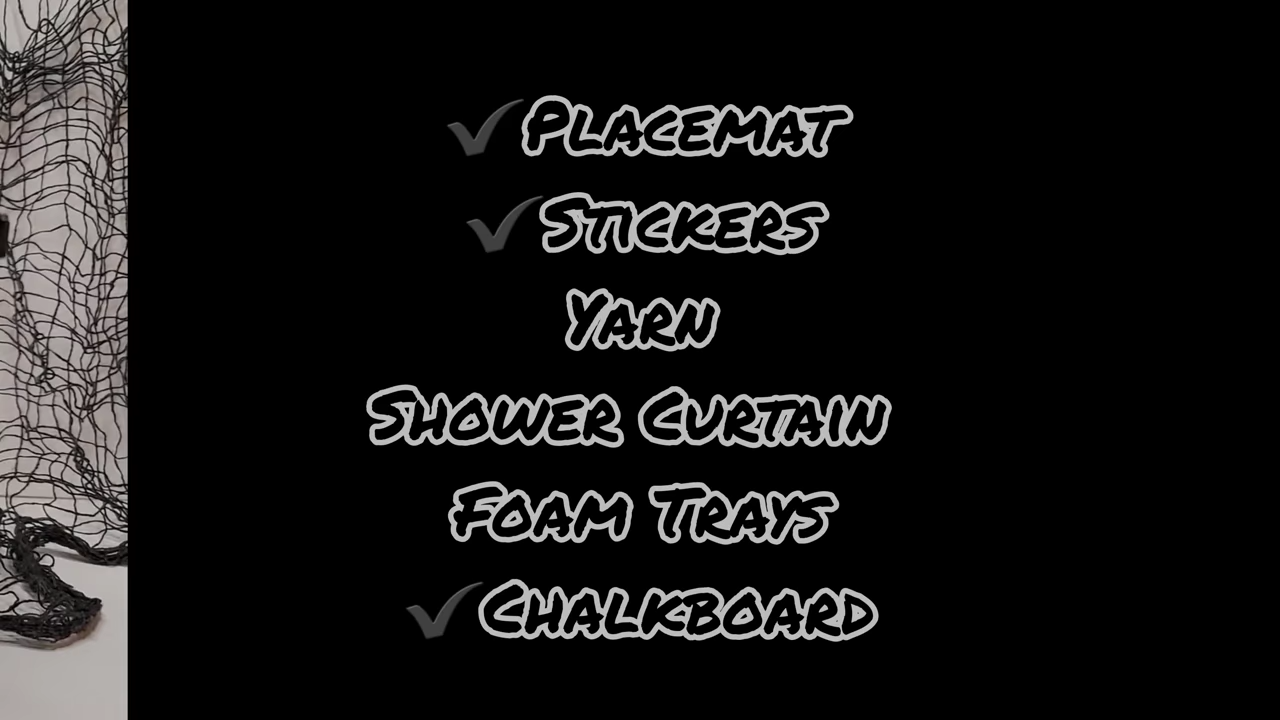 ✔Placemat
✔Stickers
Yarn
Shower Curtain
Foam Trays
✔Chalkboard